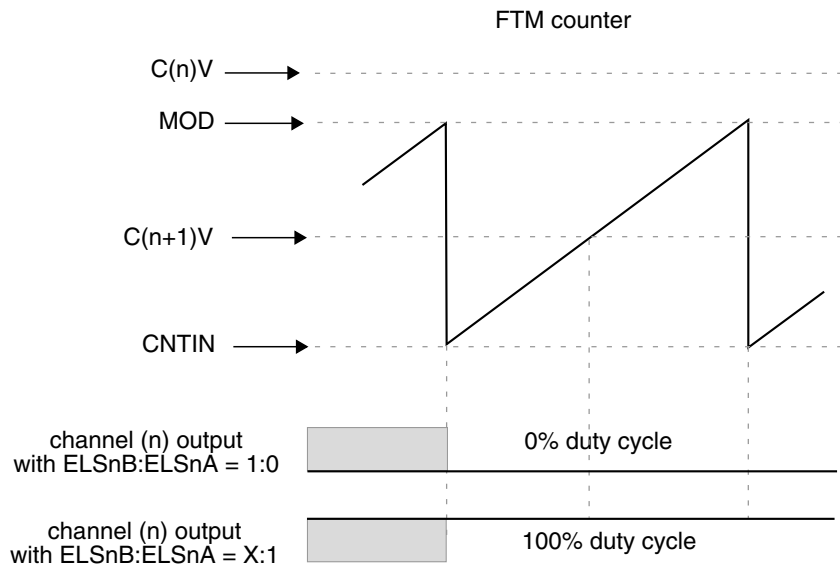 FTM counter
C(n)V
MOD
C(n+1)V
CNTIN
channel (n) output
with ELSnB:ELSnA = 1:0
0% duty cycle
channel (n) output
with ELSnB:ELSnA = X:1
100% duty cycle